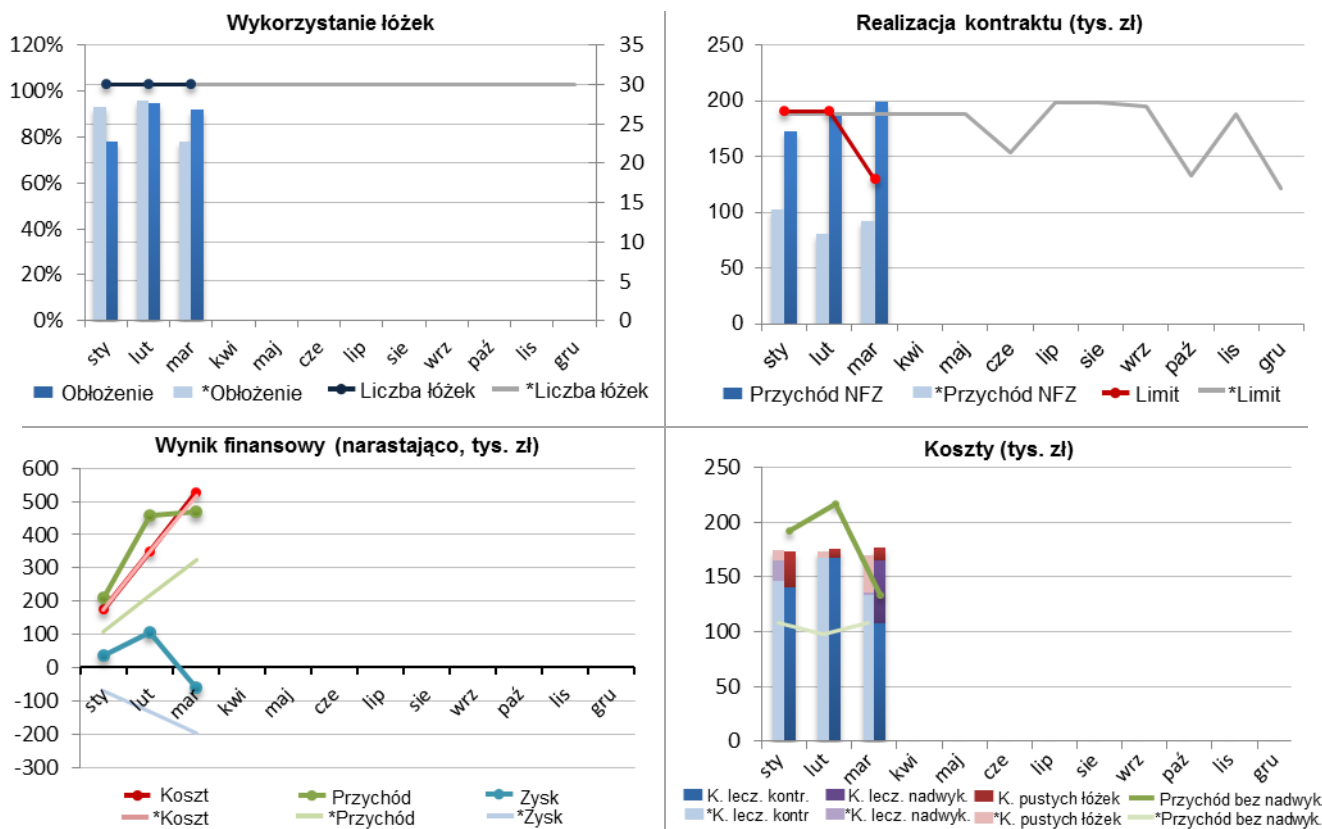 Wykorzystanie łóżek
120%
100%
80%
60%
40%
20%
0%
35
30
25
20
15
10
5
0
sty lut mar kwi maj cze lip sie wrz paź lis gru
Obłożenie *Obłożenie Liczba łóżek *Liczba łóżek
Realizacja kontraktu (tys. zł)
250
200
150
100
50
0
sty lut mar kwi maj cze lip sie wrz paź lis gru
Przychód NFZ *Przychód NFZ Limit *Limit
Wynik finansowy (narastająco, tys. zł)
600
500
400
300
200
100
0
-100
-200
-300
sty lut mar kwi maj cze lip sie wrz paź lis gru
Koszt Przychód Zysk
*Koszt *Przychód *Zysk
Koszty (tys. zł)
250
200
150
100
50
0
sty lut mar kwi maj cze lip sie wrz paź lis gru
K. lecz. kontr. K. lecz. nadwyk. K. pustych łóżek Przychód bez nadwyk.
*K. lecz. kontr *K. lecz. nadwyk. *K. pustych łóżek *Przychód bez nadwyk.